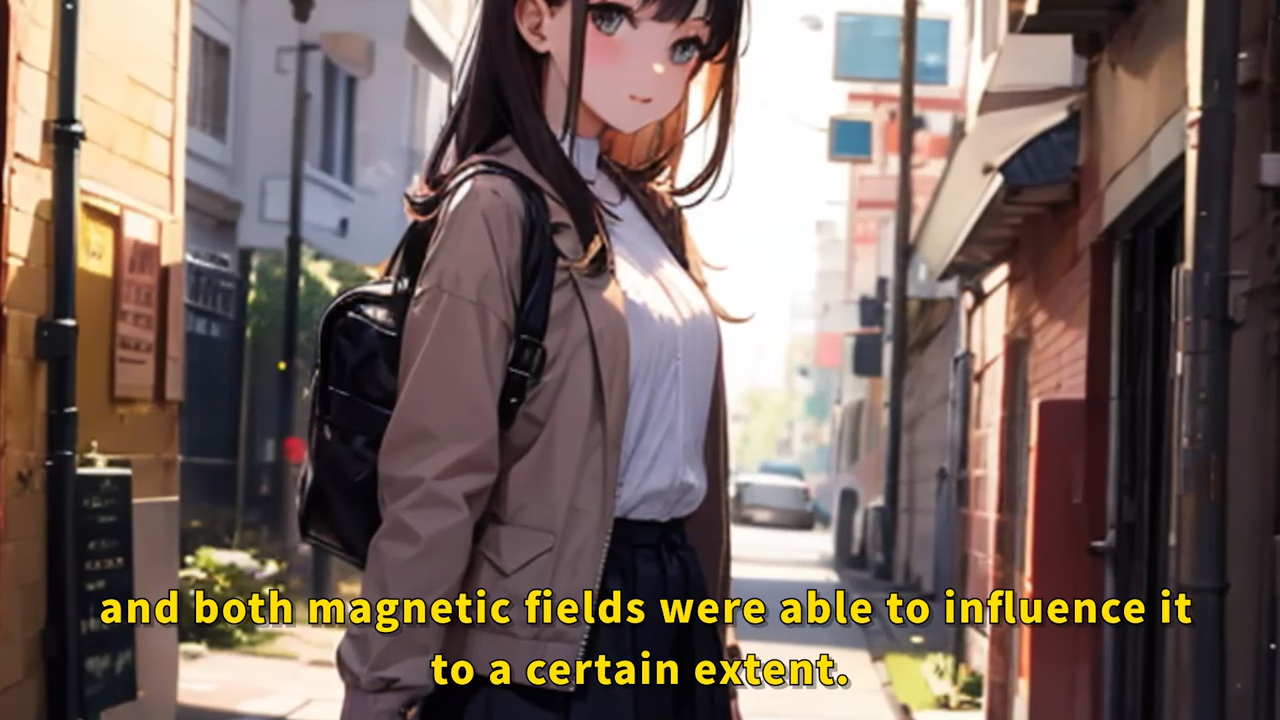 and both magnetic fields were able to influence it
to a certain extent.